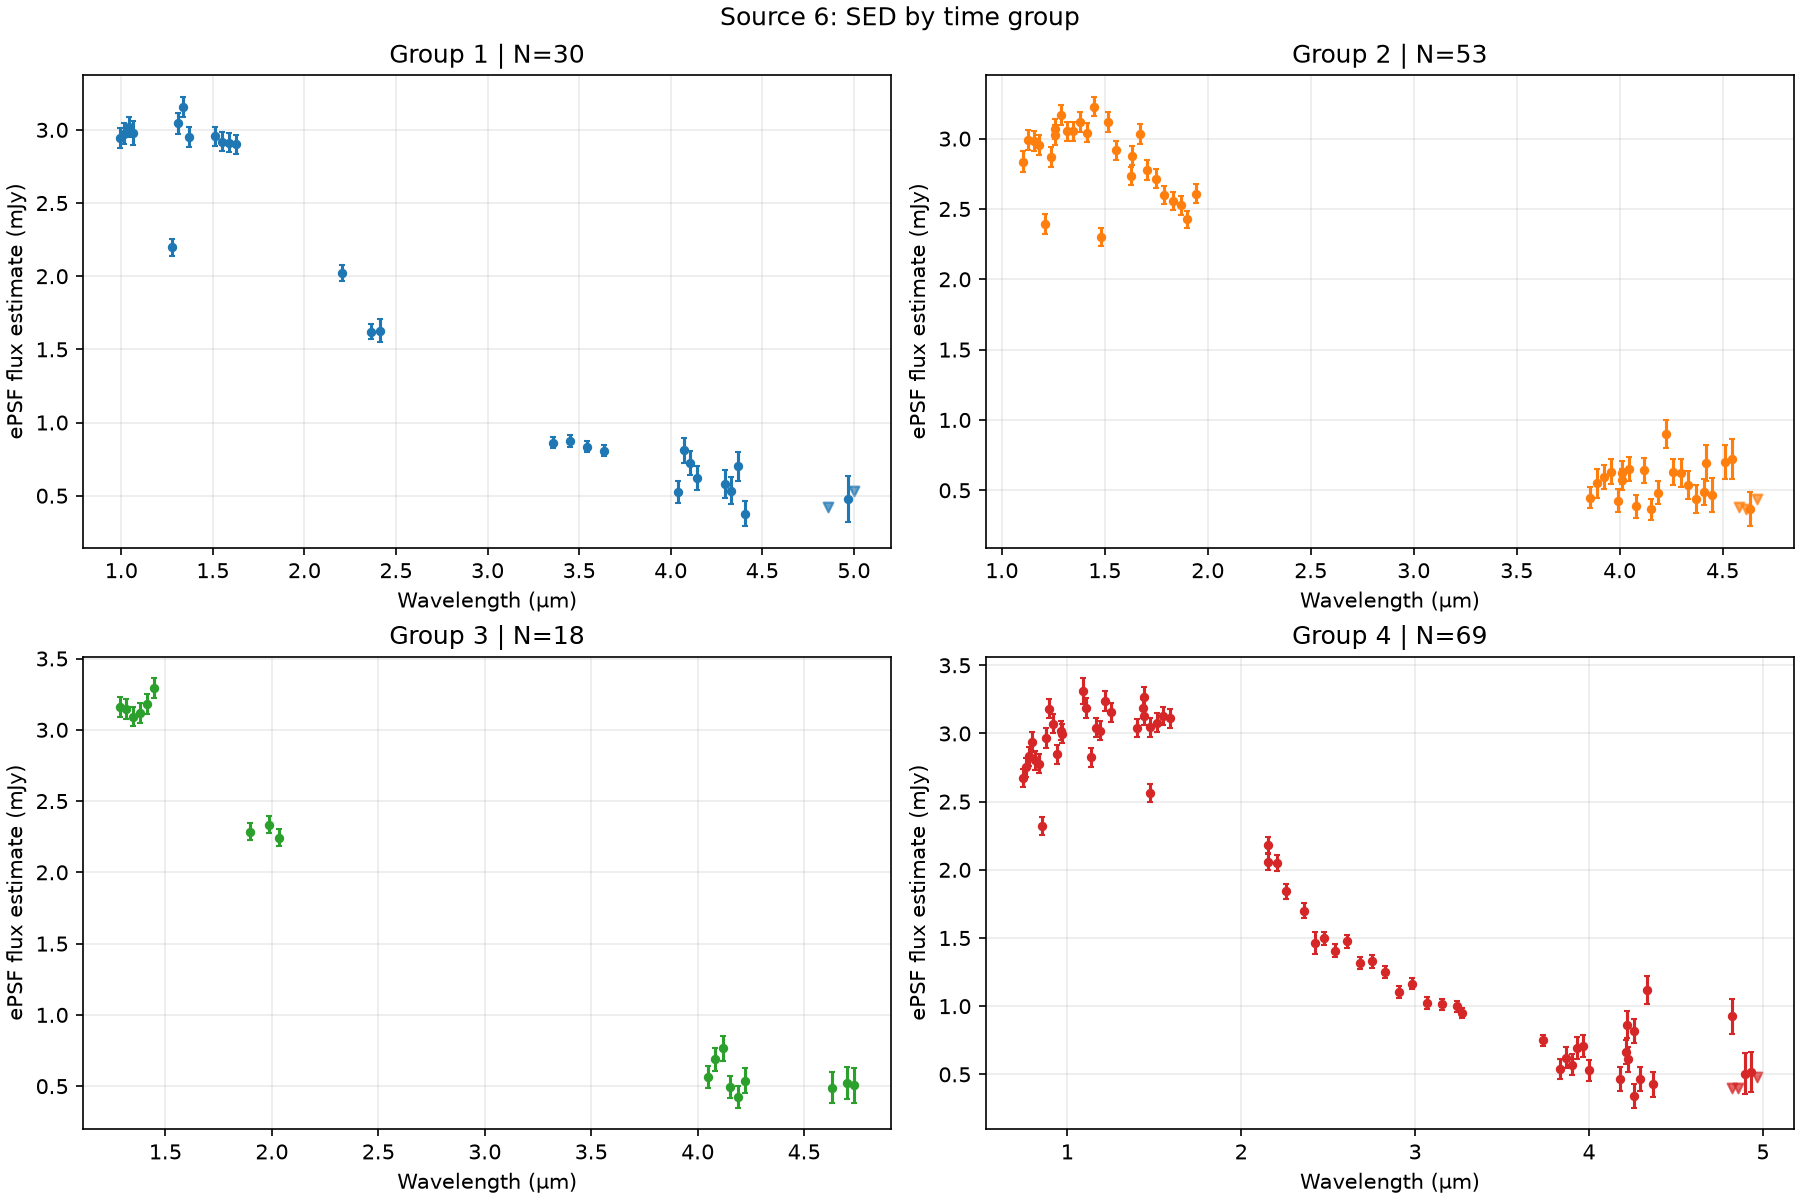 Source 6: SED by time group
Group 1 | N=30
ePSF flux estimate (mJy)
3.0
2.5
2.0
1.5
1.0
0.5
1.0 1.5 2.0 2.5 3.0 3.5 4.0 4.5 5.0
Wavelength (µm)
Group 2 | N=53
ePSF flux estimate (mJy)
3.0
2.5
2.0
1.5
1.0
0.5
1.0 1.5 2.0 2.5 3.0 3.5 4.0 4.5
Wavelength (µm)
Group 3 | N=18
ePSF flux estimate (mJy)
3.5
3.0
2.5
2.0
1.5
1.0
0.5
1.5 2.0 2.5 3.0 3.5 4.0 4.5
Wavelength (µm)
Group 4 | N=69
ePSF flux estimate (mJy)
3.5
3.0
2.5
2.0
1.5
1.0
0.5
1 2 3 4 5
Wavelength (µm)